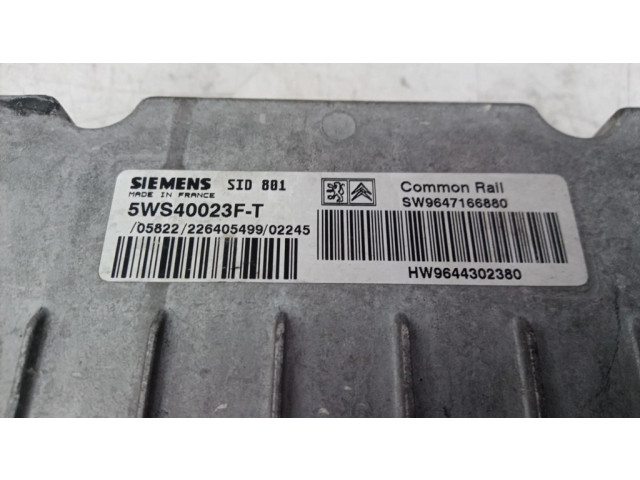 SIEMENS SID 801
MADE IN FRANCE
5WS40023F-T
/05822/226405499/02245
Common Rail
SW9647166880
HW9644302380